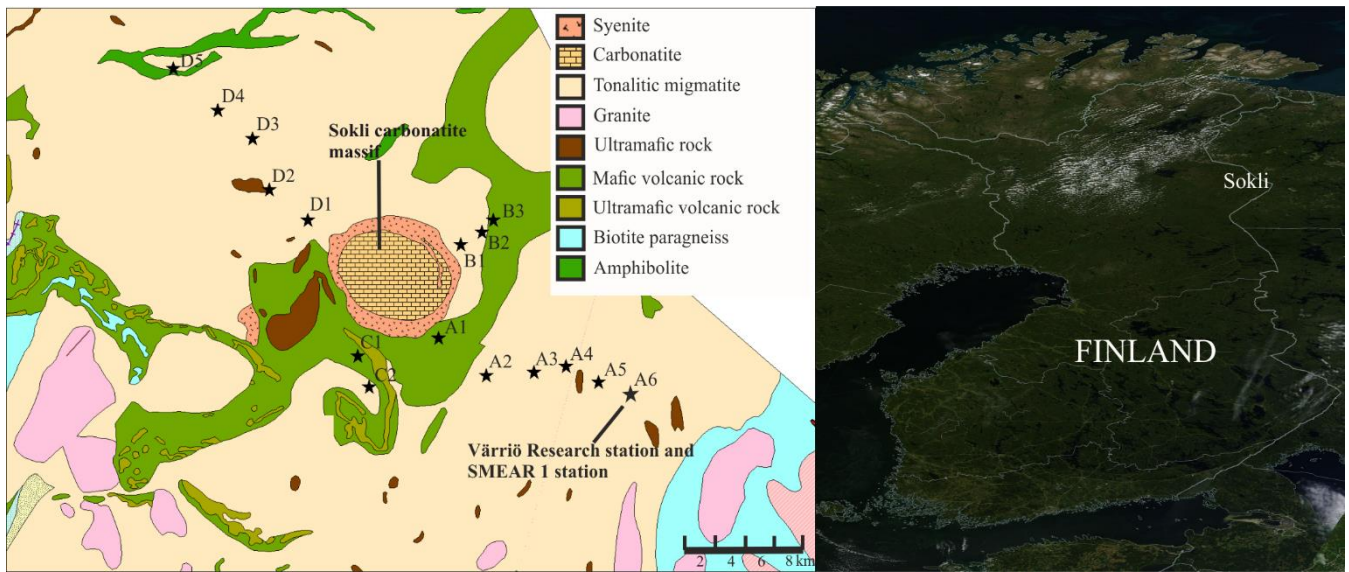 Syenite
Carbonatite
Tonalitic migmatite
Granite
Ultramafic rock
Mafic volcanic rock
Ultramafic volcanic rock
Biotite paragneiss
Amphibolite
D5
D4
D3
Sokli carbonatite
massif
D2
D1
B3
B2
B1
A1
C1
A2
A3
A4
A5
A6
C2
Värriö Research station and
SMEAR 1 station
2 4 6 8 km
Sokli
FINLAND